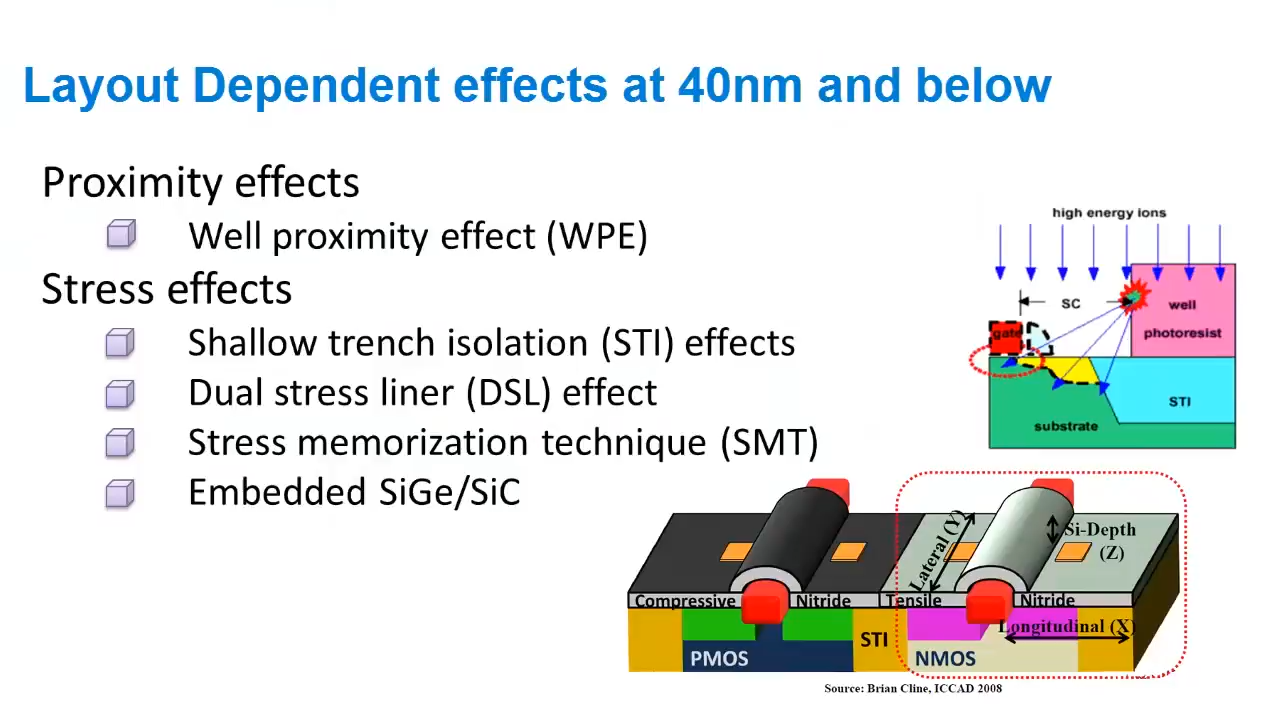 Layout Dependent effects at 40nm and below
Proximity effects
Well proximity effect (WPE)
Stress effects
Shallow trench isolation (STI) effects
Dual stress liner (DSL) effect
Stress memorization technique (SMT)
Embedded SiGe/SiC
high energy ions
SC
well
photoresist
gate
STI
substrate
Lateral (Y)
Si-Depth
(Z)
Compressive
Nitride
Tensile
Nitride
Longitudinal (X)
STI
PMOS
NMOS
Source: Brian Cline, ICCAD 2008